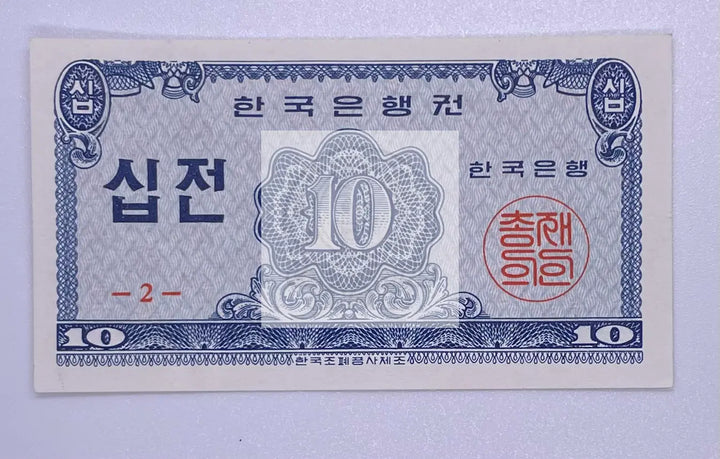 십 십
한국은행권
십전
한국은행
10
총재의인
— 2 —
10 10
한국조폐공사제조